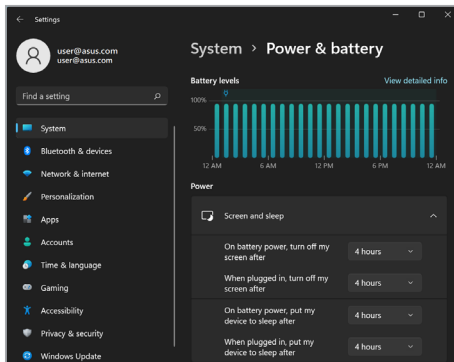 Settings
user@asus.com
user@asus.com
Find a setting
System
Bluetooth & devices
Network & internet
Personalization
Apps
Accounts
Time & language
Gaming
Accessibility
Privacy & security
Windows Update
System > Power & battery
Battery levels
View detailed info
100%
50%
12 AM 6 AM 12 PM 6 PM 12 AM
Power
Screen and sleep
On battery power, turn off my
screen after
4 hours
When plugged in, turn off my
screen after
4 hours
On battery power, put my
device to sleep after
4 hours
When plugged in, put my
device to sleep after
4 hours